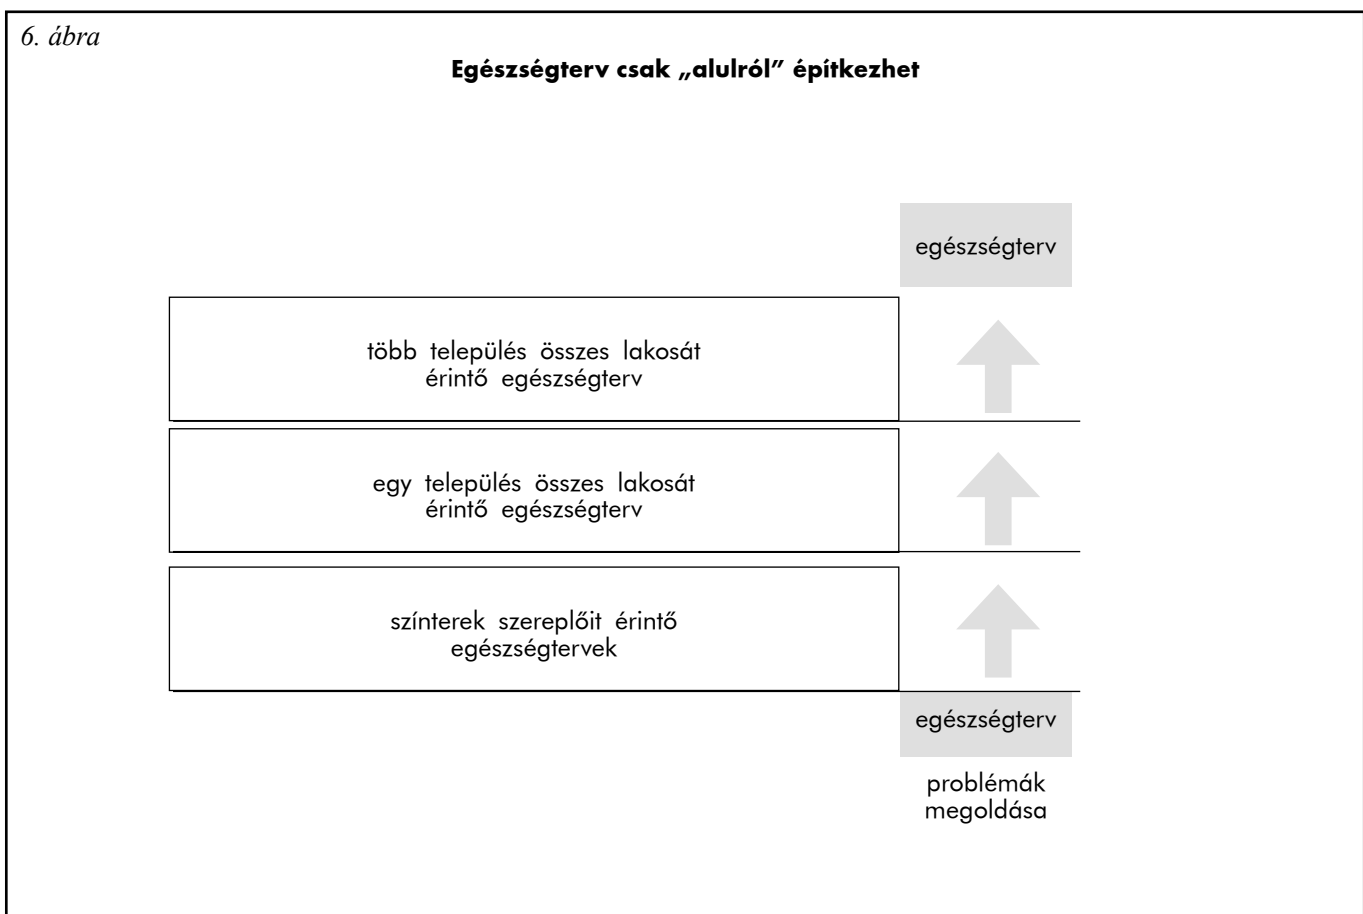 6. ábra
Egészségterv csak „alulról” építkezhet
egészségterv
több település összes lakosát
érintő egészségterv
egy település összes lakosát
érintő egészségterv
színterek szereplőit érintő
egészségtervek
egészségterv
problémák
megoldása